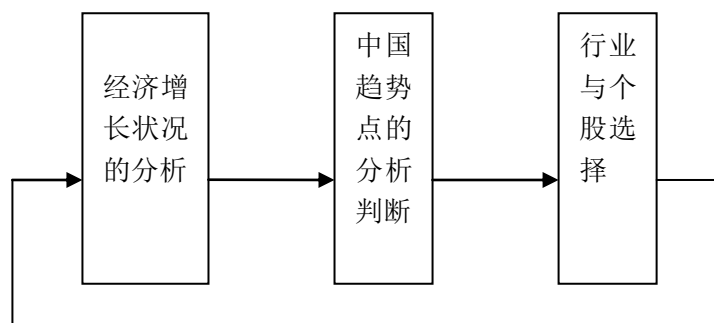 经济增
长状况
的分析
中国
趋势
点的
分析
判断
行业
与个
股选
择